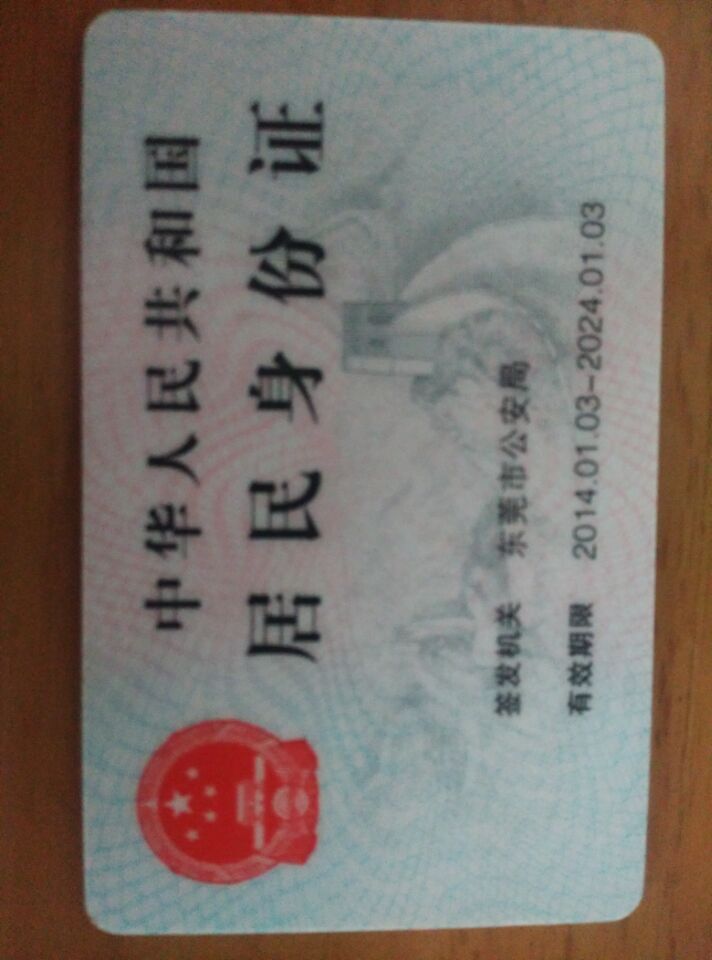 中华人民共和国
居民身份证
签发机关 东莞市公安局
有效期限 2014.01.03-2024.01.03